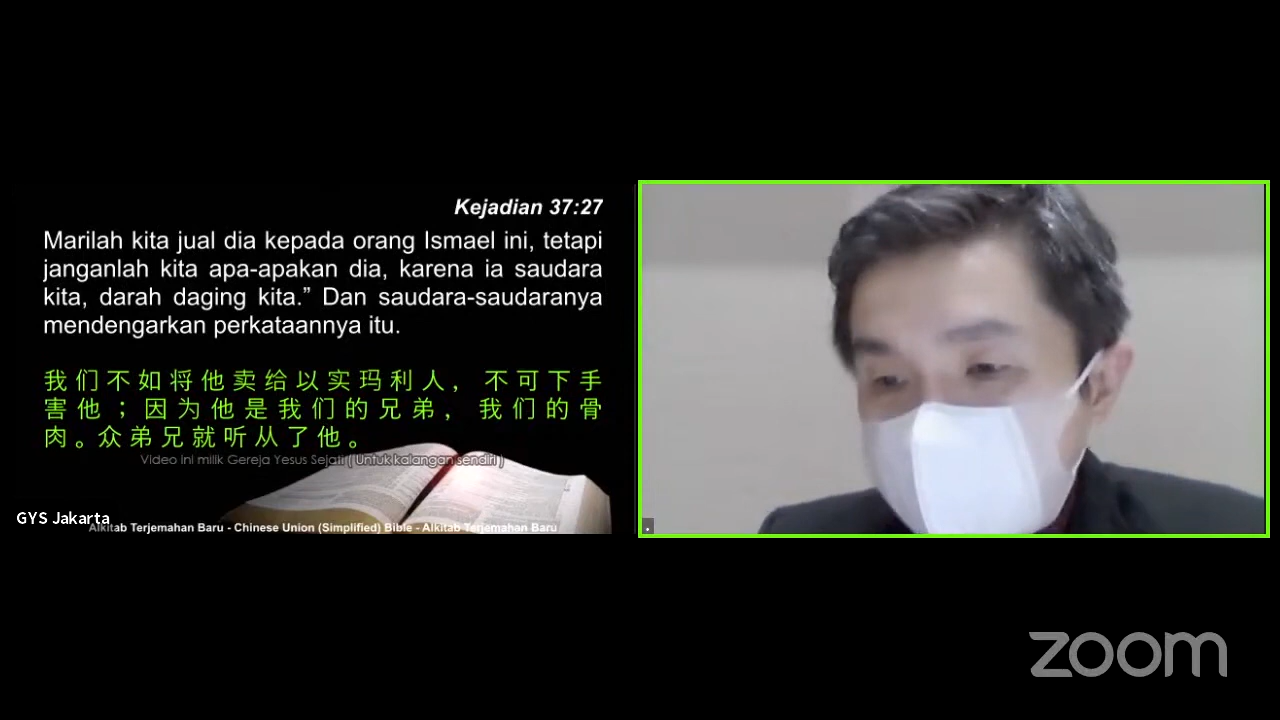 Kejadian 37:27
Marilah kita jual dia kepada orang Ismael ini, tetapi
janganlah kita apa-apakan dia, karena ia saudara
kita, darah daging kita.” Dan saudara-saudaranya
mendengarkan perkataannya itu.
我们不如将他卖给以实玛利人，不可下手
害他；因为他是我们的兄弟，我们的骨
肉。众弟兄就听从了他。
Video Ini milik Gereja Yesus Sejati ( Untuk kalangan sendiri )
GYS Jakarta
Alkitab Terjemahan Baru - Chinese Union (Simplified) Bible - Alkitab Terjemahan Baru
zoom